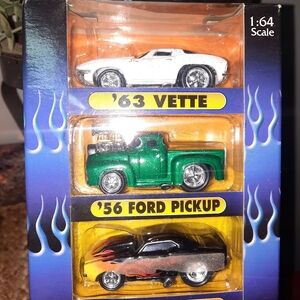 1:64
Scale
'63 VETTE
'56 FORD PICKUP